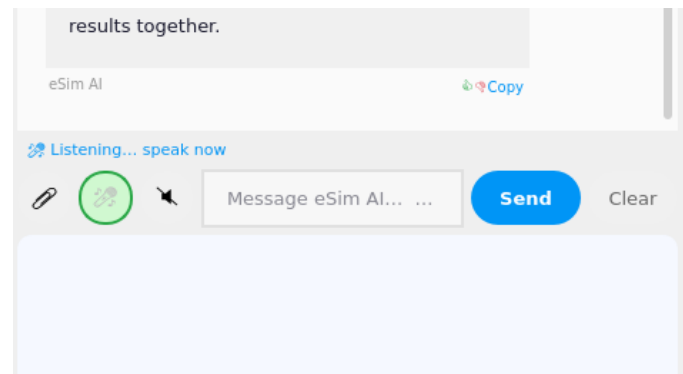 results together.
eSim AI
Copy
Listening... speak now
Message eSim AI... ...
Send
Clear